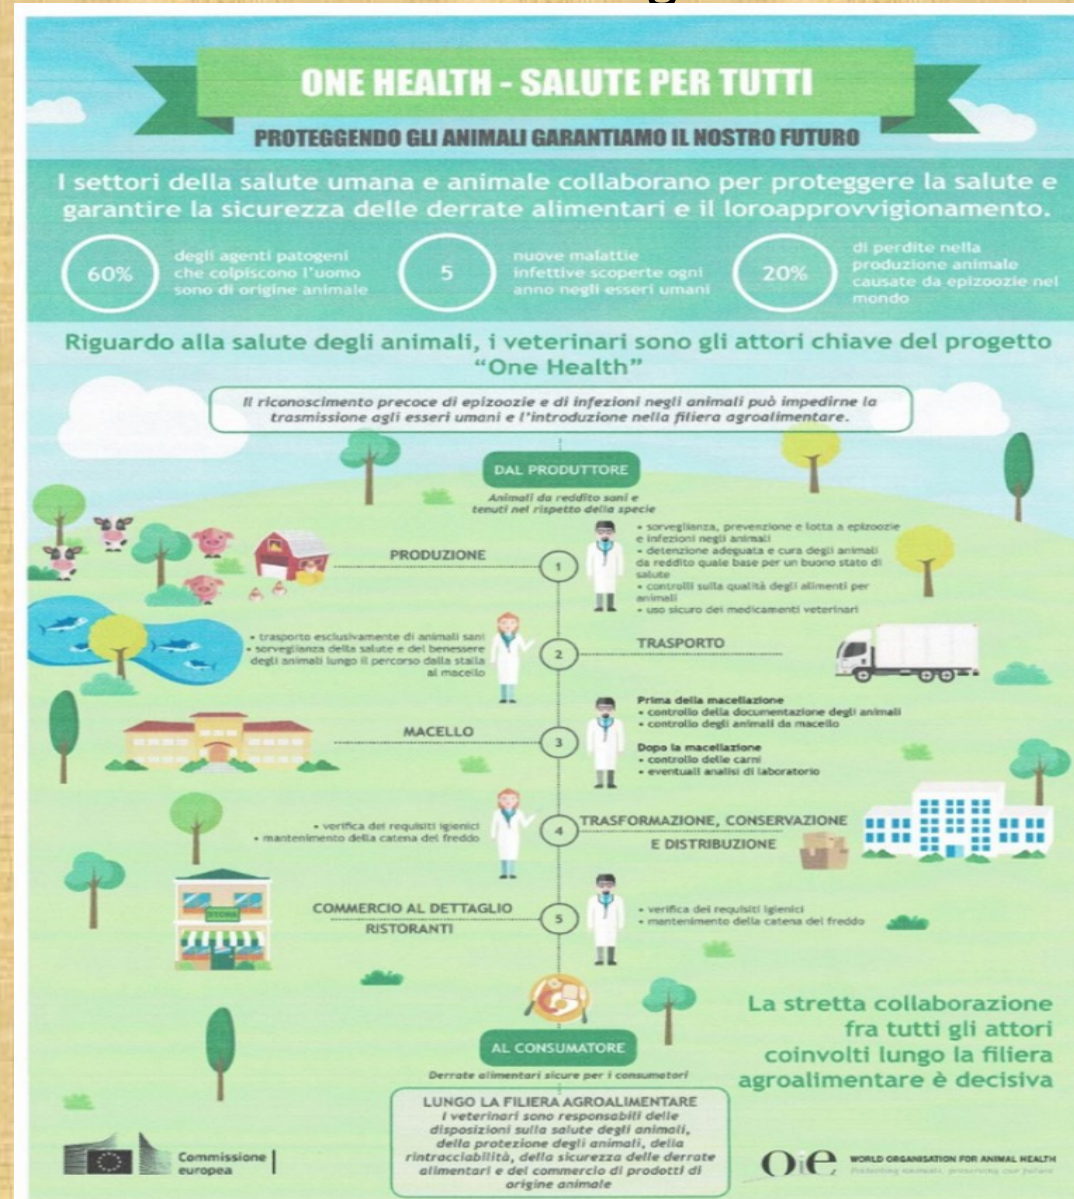 ONE HEALTH - SALUTE PER TUTTI
PROTEGGENDO GLI ANIMALI GARANTIAMO IL NOSTRO FUTURO
I settori della salute umana e animale collaborano per proteggere la salute e
garantire la sicurezza delle derrate alimentari e il loroapprovvigionamento.
60%
degli agenti patogeni
che colpiscono l'uomo
sono di origine animale
5
nuove malattie
infettive scoperte ogni
anno negli esseri umani
20%
di perdite nella
produzione animale
causate da epizoozie nel
mondo
Riguardo alla salute degli animali, i veterinari sono gli attori chiave del progetto
"One Health"
Il riconoscimento precoce di epizoozie e di infezioni negli animali può impedirne la
trasmissione agli esseri umani e l'introduzione nella filiera agroalimentare.
DAL PRODUTTORE
Animali da reddito sani e
tenuti nel rispetto della specie
PRODUZIONE
1
• sorveglianza, prevenzione e lotta a epizoozie
e infezioni negli animali
• detenzione adeguata e cura degli animali
da reddito quale base per un buono stato di
salute
• controlli sulla qualità degli alimenti per
animali
• uso sicuro dei medicamenti veterinari
• trasporto esclusivamente di animali sani
• sorveglianza della salute e del benessere
degli animali lungo il percorso dalla stalla
al macello
2
TRASPORTO
MACELLO
3
Prima della macellazione
• controllo della documentazione degli animali
• controllo degli animali da macello
Dopo la macellazione
• controllo delle carni
• eventuali analisi di laboratorio
• verifica dei requisiti igienici
• mantenimento della catena del freddo
4
TRASFORMAZIONE, CONSERVAZIONE
E DISTRIBUZIONE
STORE
COMMERCIO AL DETTAGLIO
RISTORANTI
5
• verifica dei requisiti igienici
• mantenimento della catena del freddo
AL CONSUMATORE
Derrate alimentari sicure per i consumatori
La stretta collaborazione
fra tutti gli attori
coinvolti lungo la filiera
agroalimentare è decisiva
LUNGO LA FILIERA AGROALIMENTARE
I veterinari sono responsabili delle
disposizioni sulla salute degli animali,
della protezione degli animali, della
rintracciabilità, della sicurezza delle derrate
alimentari e del commercio di prodotti di
origine animale
Commissione
europea
Oie
WORLD ORGANISATION FOR ANIMAL HEALTH
Protecting animals, preserving our future